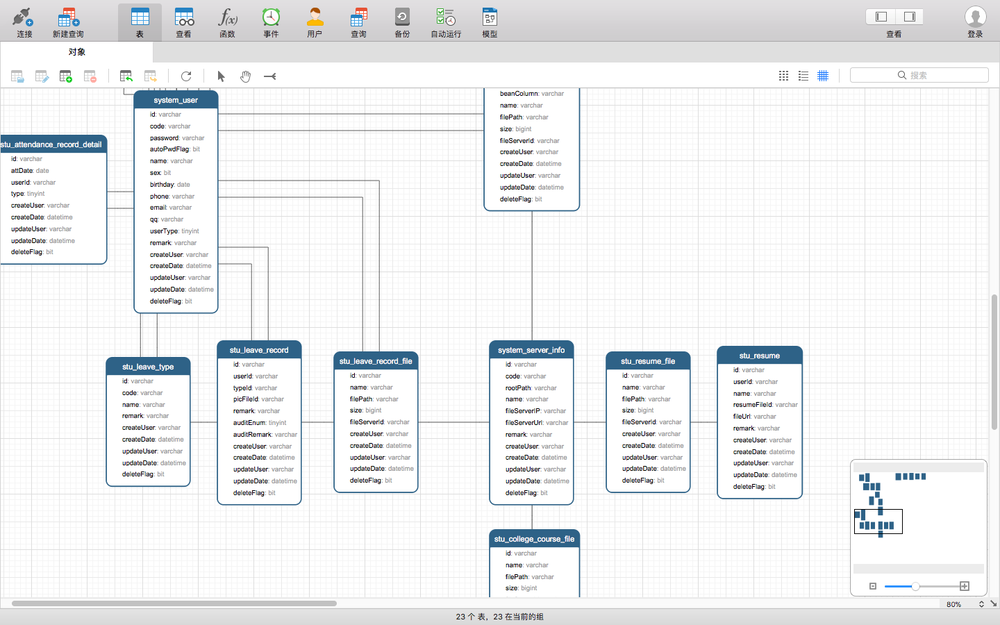 连接
新建查询
表
查看
f(x)
函数
事件
用户
查询
备份
自动运行
模型
查看
登录
对象
搜索
system_user
id: varchar
code: varchar
password: varchar
autoPwdFlag: bit
name: varchar
sex: bit
birthday: date
phone: varchar
email: varchar
qq: varchar
userType: tinyint
remark: varchar
createUser: varchar
createDate: datetime
updateUser: varchar
updateDate: datetime
deleteFlag: bit
stu_attendance_record_detail
id: varchar
attDate: date
userId: varchar
type: tinyint
createUser: varchar
createDate: datetime
updateUser: varchar
updateDate: datetime
deleteFlag: bit
beanColumn: varchar
name: varchar
filePath: varchar
size: bigint
fileServerId: varchar
createUser: varchar
createDate: datetime
updateUser: varchar
updateDate: datetime
deleteFlag: bit
stu_leave_type
id: varchar
code: varchar
name: varchar
remark: varchar
createUser: varchar
createDate: datetime
updateUser: varchar
updateDate: datetime
deleteFlag: bit
stu_leave_record
id: varchar
userId: varchar
typeId: varchar
picFileId: varchar
remark: varchar
auditEnum: tinyint
auditRemark: varchar
createUser: varchar
createDate: datetime
updateUser: varchar
updateDate: datetime
deleteFlag: bit
stu_leave_record_file
id: varchar
name: varchar
filePath: varchar
size: bigint
fileServerId: varchar
createUser: varchar
createDate: datetime
updateUser: varchar
updateDate: datetime
deleteFlag: bit
system_server_info
id: varchar
code: varchar
rootPath: varchar
name: varchar
fileServerIP: varchar
fileServerUrl: varchar
remark: varchar
createUser: varchar
createDate: datetime
updateUser: varchar
updateDate: datetime
deleteFlag: bit
stu_resume_file
id: varchar
name: varchar
filePath: varchar
size: bigint
fileServerId: varchar
createUser: varchar
createDate: datetime
updateUser: varchar
updateDate: datetime
deleteFlag: bit
stu_resume
id: varchar
userId: varchar
name: varchar
resumeFileId: varchar
fileUrl: varchar
remark: varchar
createUser: varchar
createDate: datetime
updateUser: varchar
updateDate: datetime
deleteFlag: bit
stu_college_course_file
id: varchar
name: varchar
filePath: varchar
size: bigint
80%
23 个 表，23 在当前的组